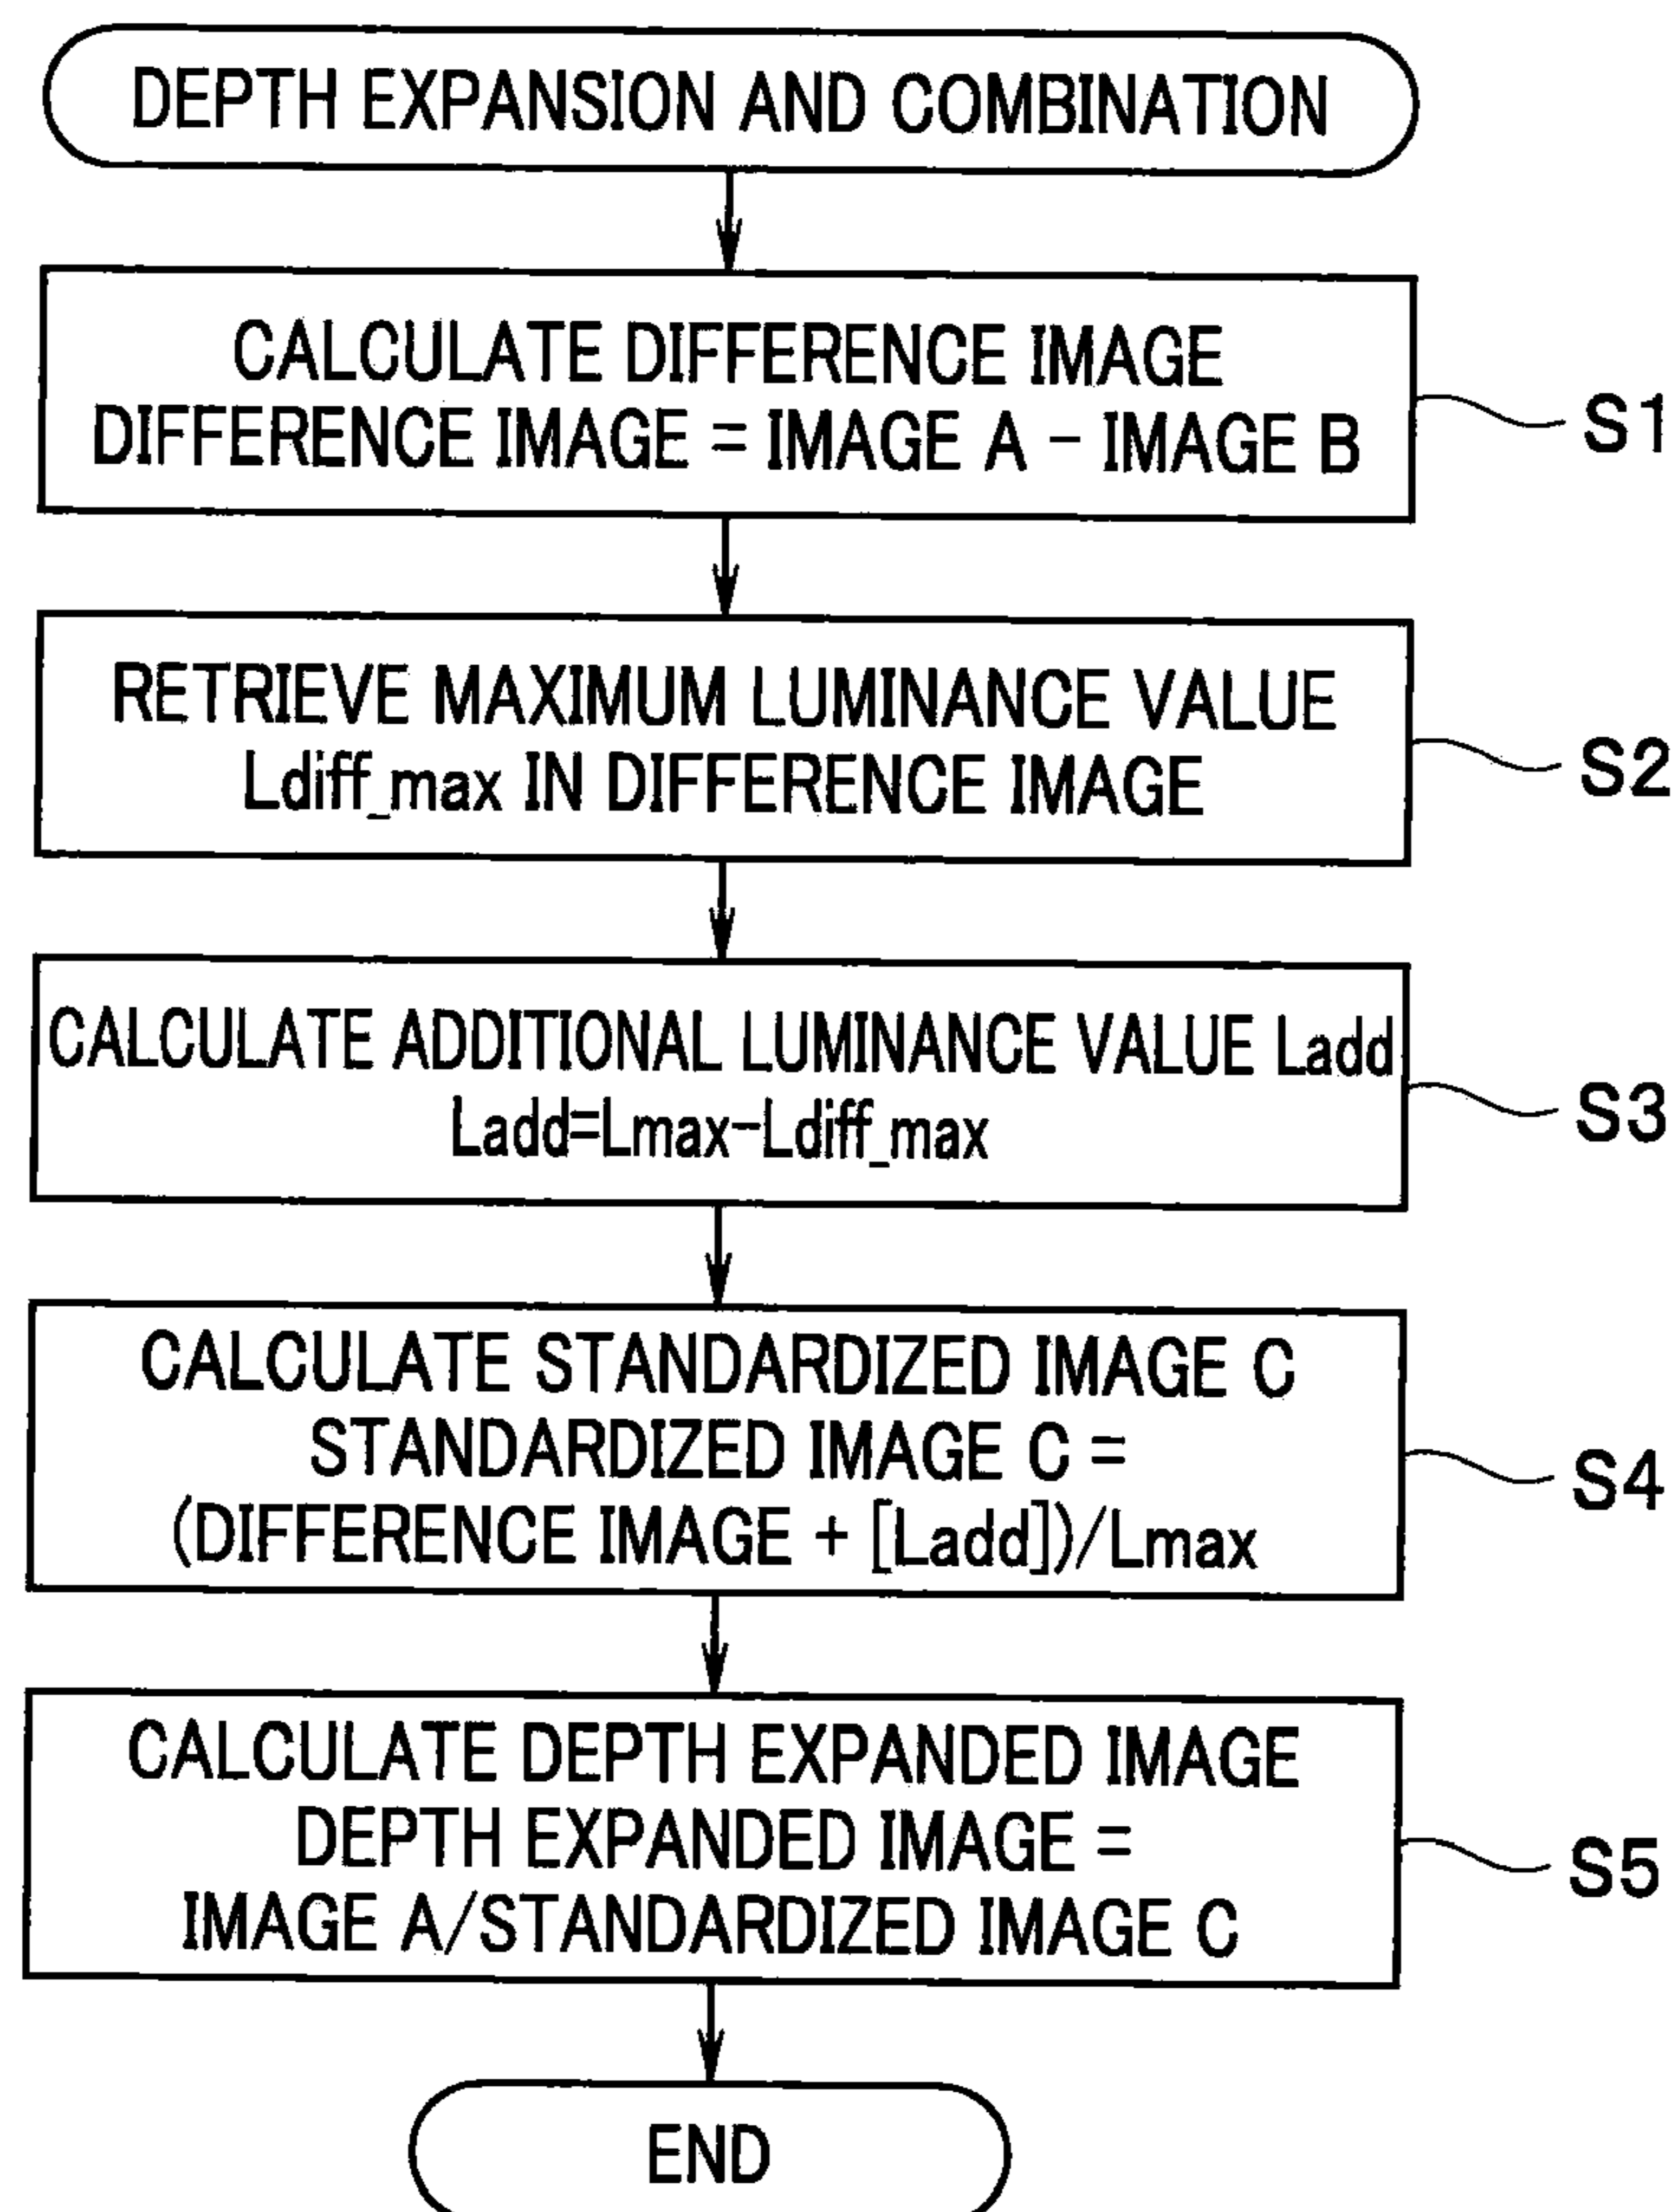 DEPTH EXPANSION AND COMBINATION
CALCULATE DIFFERENCE IMAGE
DIFFERENCE IMAGE = IMAGE A - IMAGE B
S1
RETRIEVE MAXIMUM LUMINANCE VALUE
Ldiff_max IN DIFFERENCE IMAGE
S2
CALCULATE ADDITIONAL LUMINANCE VALUE Ladd
Ladd=Lmax-Ldiff_max
S3
CALCULATE STANDARDIZED IMAGE C
STANDARDIZED IMAGE C =
(DIFFERENCE IMAGE + [Ladd])/Lmax
S4
CALCULATE DEPTH EXPANDED IMAGE
DEPTH EXPANDED IMAGE =
IMAGE A/STANDARDIZED IMAGE C
S5
END